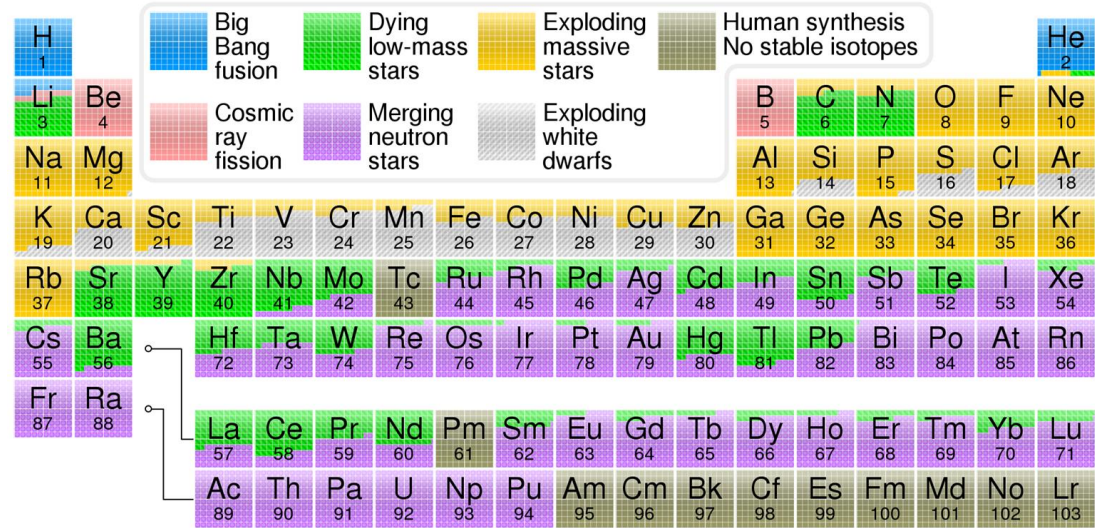 Big Bang fusion
Dying low-mass stars
Exploding massive stars
Human synthesis
No stable isotopes
Cosmic ray fission
Merging neutron stars
Exploding white dwarfs
H He
1 2
Li Be B C N O F Ne
3 4 5 6 7 8 9 10
Na Mg Al Si P S Cl Ar
11 12 13 14 15 16 17 18
K Ca Sc Ti V Cr Mn Fe Co Ni Cu Zn Ga Ge As Se Br Kr
19 20 21 22 23 24 25 26 27 28 29 30 31 32 33 34 35 36
Rb Sr Y Zr Nb Mo Tc Ru Rh Pd Ag Cd In Sn Sb Te I Xe
37 38 39 40 41 42 43 44 45 46 47 48 49 50 51 52 53 54
Cs Ba Hf Ta W Re Os Ir Pt Au Hg Tl Pb Bi Po At Rn
55 56 72 73 74 75 76 77 78 79 80 81 82 83 84 85 86
Fr Ra
87 88
La Ce Pr Nd Pm Sm Eu Gd Tb Dy Ho Er Tm Yb Lu
57 58 59 60 61 62 63 64 65 66 67 68 69 70 71
Ac Th Pa U Np Pu Am Cm Bk Cf Es Fm Md No Lr
89 90 91 92 93 94 95 96 97 98 99 100 101 102 103